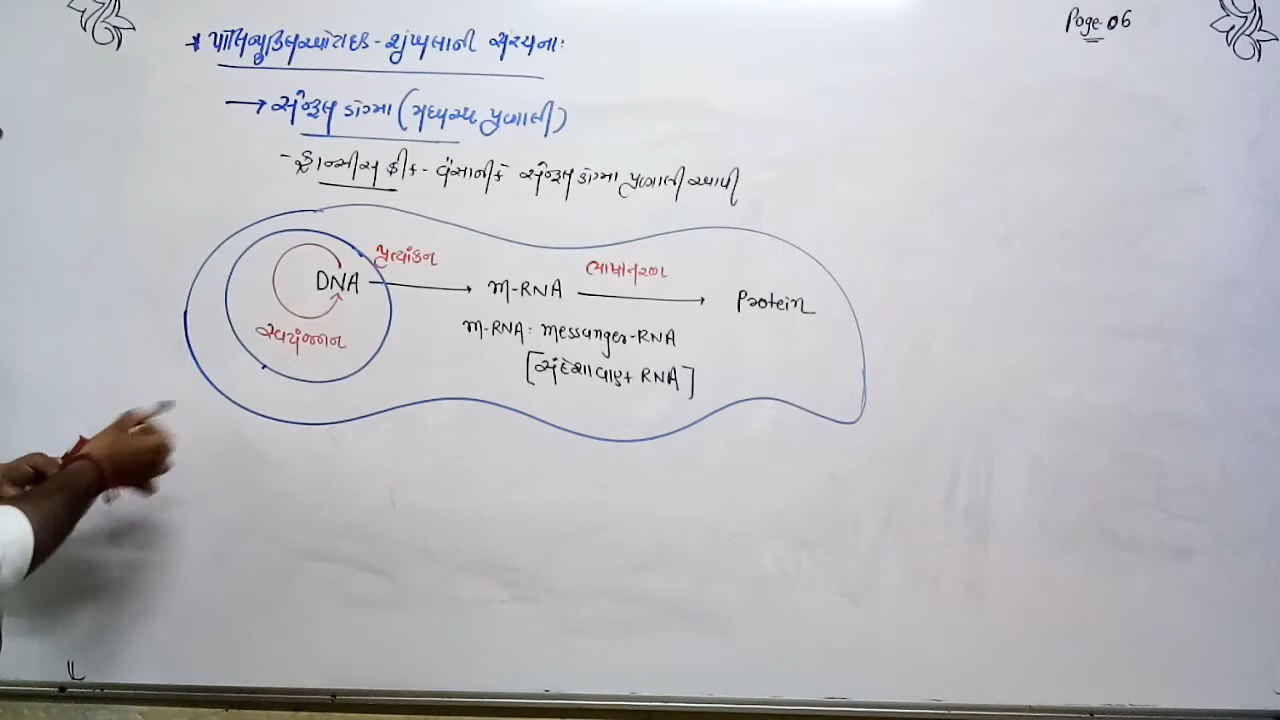 Page-06
* પોલિન્યુક્લિઓટાઇડ-શૃંખલાની સંરચના:
→ સેન્ટ્રલ ડોગ્મા (મધ્યસ્થ પ્રણાલી)
- ફ્રાન્સીસ ક્રીક - વૈજ્ઞાનીકે સેન્ટ્રલ ડોગ્મા પ્રણાલી આપી
પ્રત્યાંકન
ભાષાંતરણ
DNA → m-RNA → Protein
સ્વયંજનન
m-RNA: Messanger-RNA
[સંદેશાવાહક RNA]